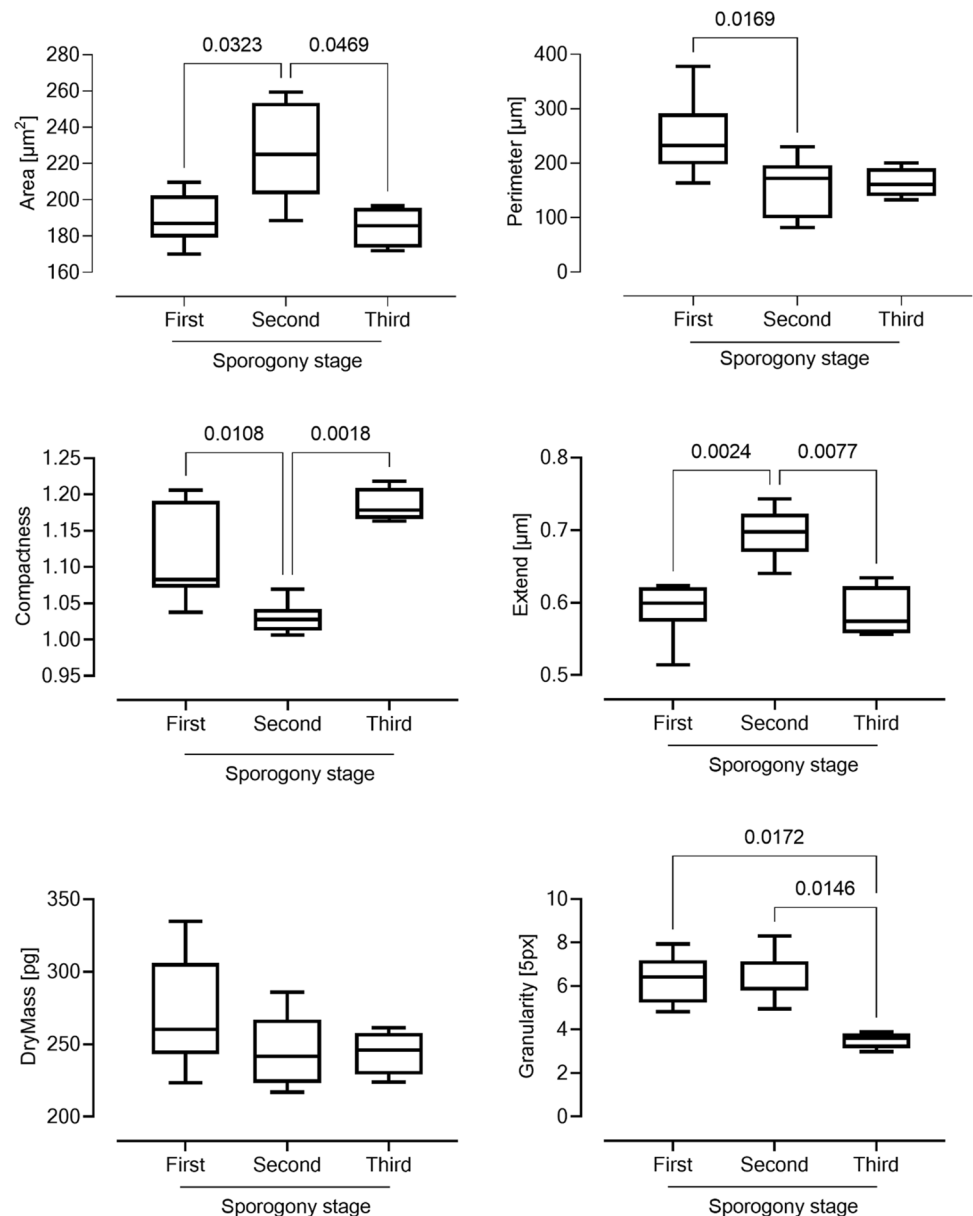 0.0323 0.0469
280
260
240
220
200
180
160
Area [µm²]
First Second Third
Sporogony stage
0.0169
400
300
200
100
0
Perimeter [µm]
First Second Third
Sporogony stage
0.0108 0.0018
1.25
1.20
1.15
1.10
1.05
1.00
0.95
Compactness
First Second Third
Sporogony stage
0.0024 0.0077
0.8
0.7
0.6
0.5
Extend [µm]
First Second Third
Sporogony stage
350
300
250
200
DryMass [pg]
First Second Third
Sporogony stage
0.0172
0.0146
10
8
6
4
2
0
Granularity [5px]
First Second Third
Sporogony stage